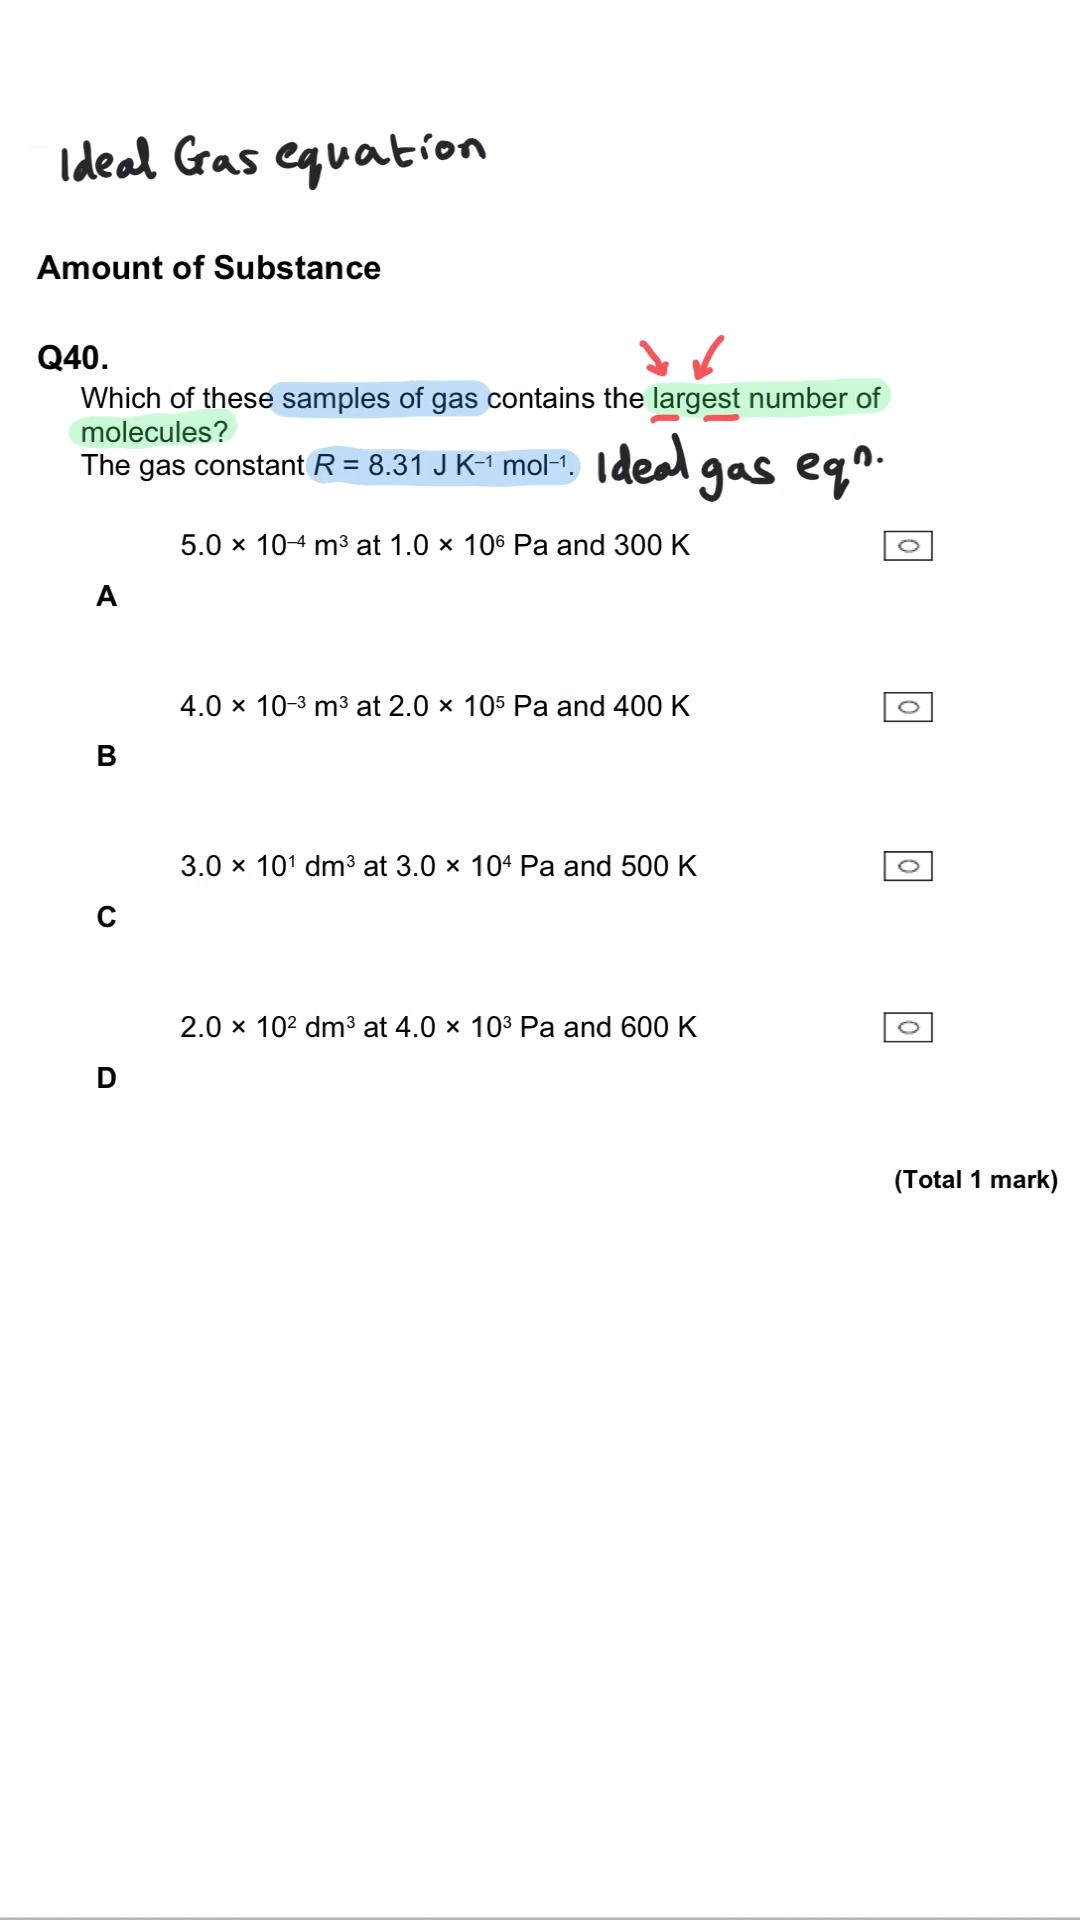 Ideal Gas equation
Amount of Substance
Q40.
Which of these samples of gas contains the largest number of
molecules?
The gas constant R = 8.31 J K⁻¹ mol⁻¹. Ideal gas eqⁿ.
5.0 × 10⁻⁴ m³ at 1.0 × 10⁶ Pa and 300 K
A
4.0 × 10⁻³ m³ at 2.0 × 10⁵ Pa and 400 K
B
3.0 × 10¹ dm³ at 3.0 × 10⁴ Pa and 500 K
C
2.0 × 10² dm³ at 4.0 × 10³ Pa and 600 K
D
(Total 1 mark)